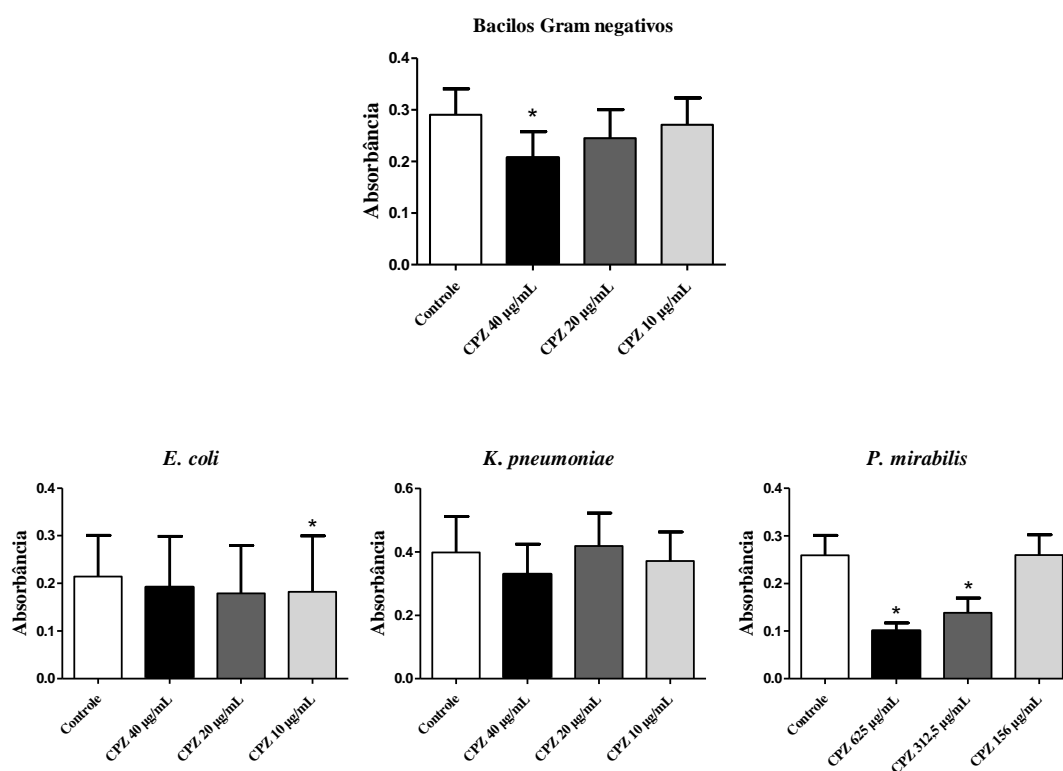 Bacilos Gram negativos
Absorbância
0.4
0.3
0.2
0.1
0.0
*
Controle
CPZ 40 µg/mL
CPZ 20 µg/mL
CPZ 10 µg/mL
E. coli
Absorbância
0.4
0.3
0.2
0.1
0.0
*
Controle
CPZ 40 µg/mL
CPZ 20 µg/mL
CPZ 10 µg/mL
K. pneumoniae
Absorbância
0.6
0.4
0.2
0.0
Controle
CPZ 40 µg/mL
CPZ 20 µg/mL
CPZ 10 µg/mL
P. mirabilis
Absorbância
0.4
0.3
0.2
0.1
0.0
*
*
Controle
CPZ 625 µg/mL
CPZ 312,5 µg/mL
CPZ 156 µg/mL